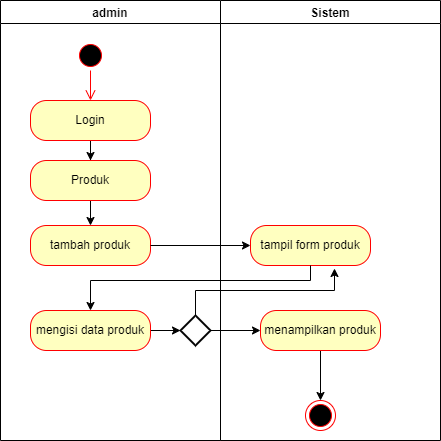 admin
Sistem
Login
Produk
tambah produk
tampil form produk
mengisi data produk
menampilkan produk